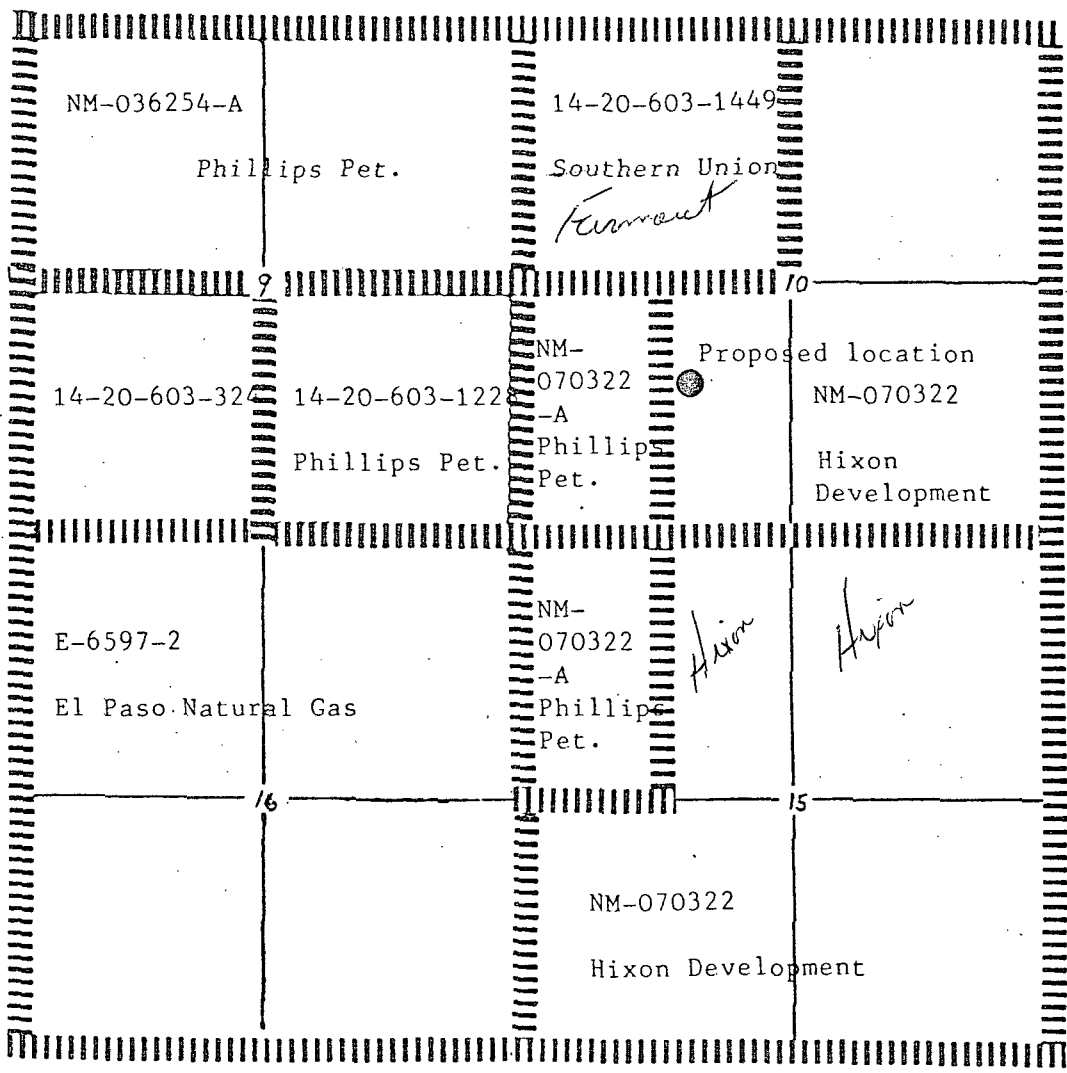 NM-036254-A
Phillips Pet.
14-20-603-1449
Southern Union
9
10
14-20-603-324
14-20-603-1228
Phillips Pet.
NM-
070322
-A
Phillips
Pet.
Proposed location
NM-070322
Hixon
Development
E-6597-2
El Paso Natural Gas
NM-
070322
-A
Phillips
Pet.
Hixon
Hixon
16
15
NM-070322
Hixon Development